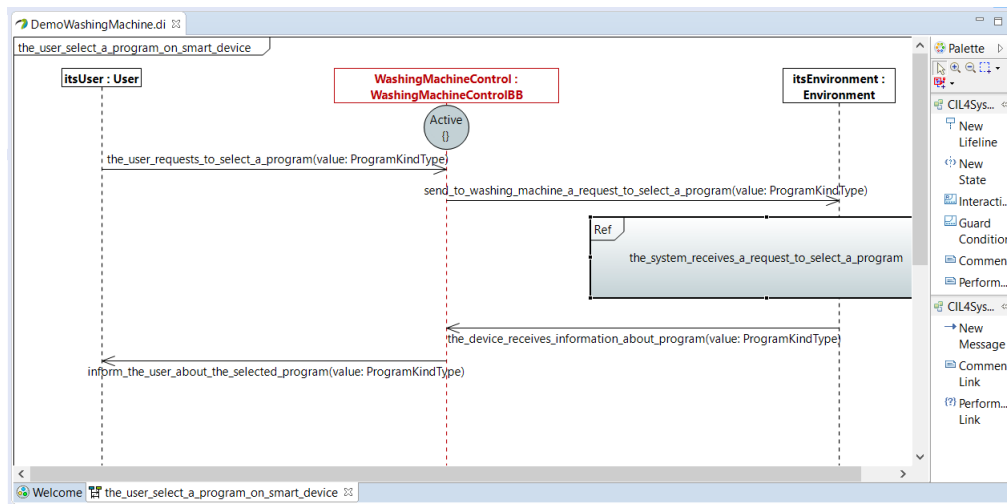 DemoWashingMachine.di
the_user_select_a_program_on_smart_device
itsUser : User
WashingMachineControl :
WashingMachineControlBB
itsEnvironment :
Environment
Active
{}
the_user_requests_to_select_a_program(value: ProgramKindType)
send_to_washing_machine_a_request_to_select_a_program(value: ProgramKindType)
Ref
the_system_receives_a_request_to_select_a_program
the_device_receives_information_about_program(value: ProgramKindType)
inform_the_user_about_the_selected_program(value: ProgramKindType)
Palette
CIL4Sys...
New
Lifeline
New
State
Interacti...
Guard
Condition
Commen
Perform...
CIL4Sys...
New
Message
Commen
Link
Perform...
Link
Welcome
the_user_select_a_program_on_smart_device